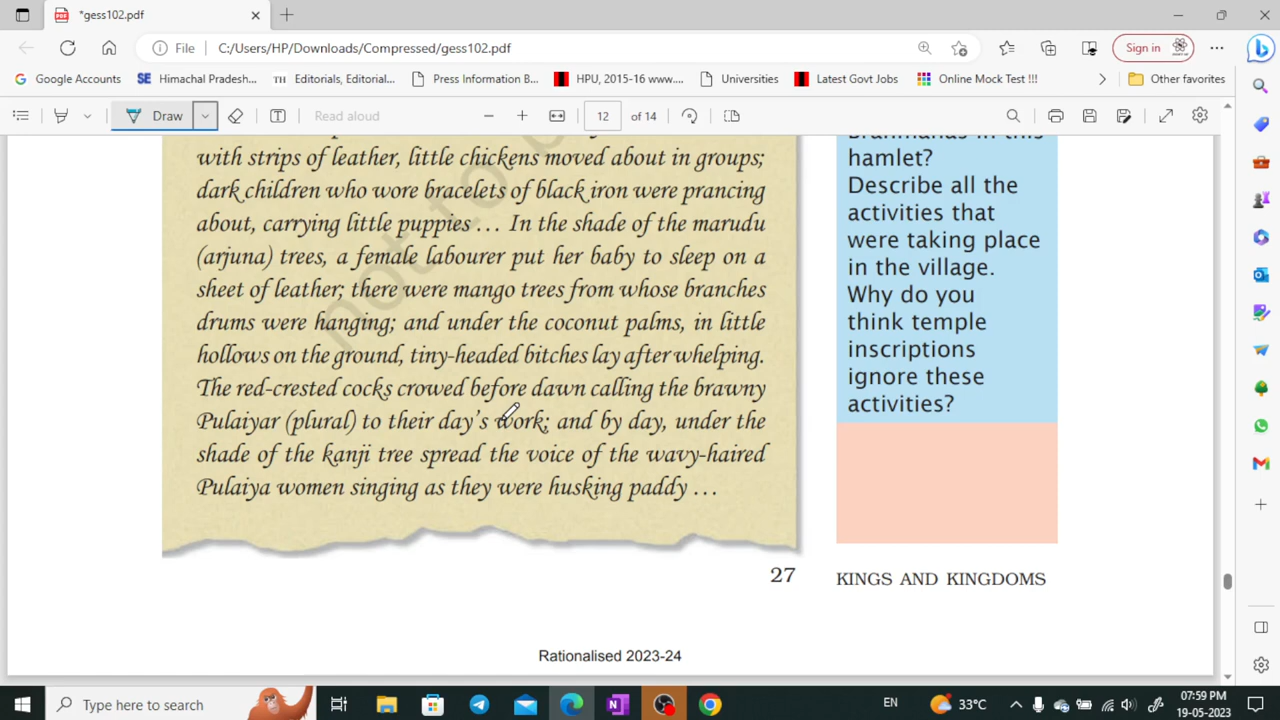 *gess102.pdf
File
C:/Users/HP/Downloads/Compressed/gess102.pdf
Sign in
Google Accounts
SE Himachal Pradesh...
TH Editorials, Editorial...
Press Information B...
HPU, 2015-16 www....
Universities
Latest Govt Jobs
Online Mock Test !!!
Other favorites
Draw
Read aloud
12 of 14
with strips of leather, little chickens moved about in groups;
dark children who wore bracelets of black iron were prancing
about, carrying little puppies … In the shade of the marudu
(arjuna) trees, a female labourer put her baby to sleep on a
sheet of leather; there were mango trees from whose branches
drums were hanging; and under the coconut palms, in little
hollows on the ground, tiny-headed bitches lay after whelping.
The red-crested cocks crowed before dawn calling the brawny
Pulaiyar (plural) to their day's work; and by day, under the
shade of the kanji tree spread the voice of the wavy-haired
Pulaiya women singing as they were husking paddy …
Brahmanas in this
hamlet?
Describe all the
activities that
were taking place
in the village.
Why do you
think temple
inscriptions
ignore these
activities?
not to b
27
KINGS AND KINGDOMS
Rationalised 2023-24
Type here to search
EN
33°C
07:59 PM
19-05-2023